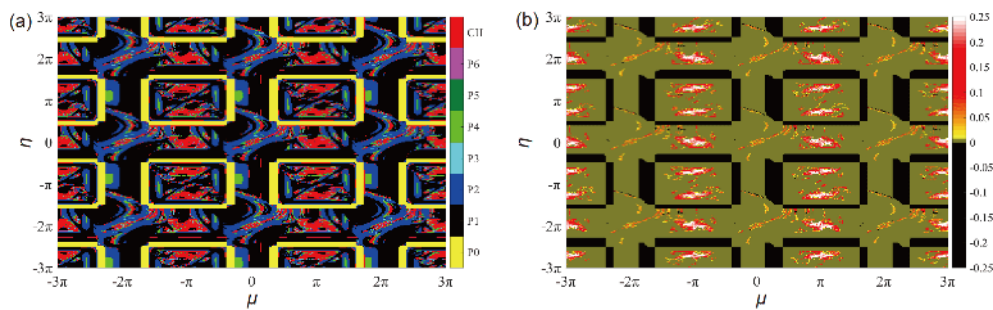 (a)
3π
2π
π
0
-π
-2π
-3π
η
-3π -2π -π 0 π 2π 3π
μ
CH
P6
P5
P4
P3
P2
P1
P0
(b)
3π
2π
π
0
-π
-2π
-3π
η
-3π -2π -π 0 π 2π 3π
μ
0.25
0.2
0.15
0.1
0.05
0
-0.05
-0.1
-0.15
-0.2
-0.25